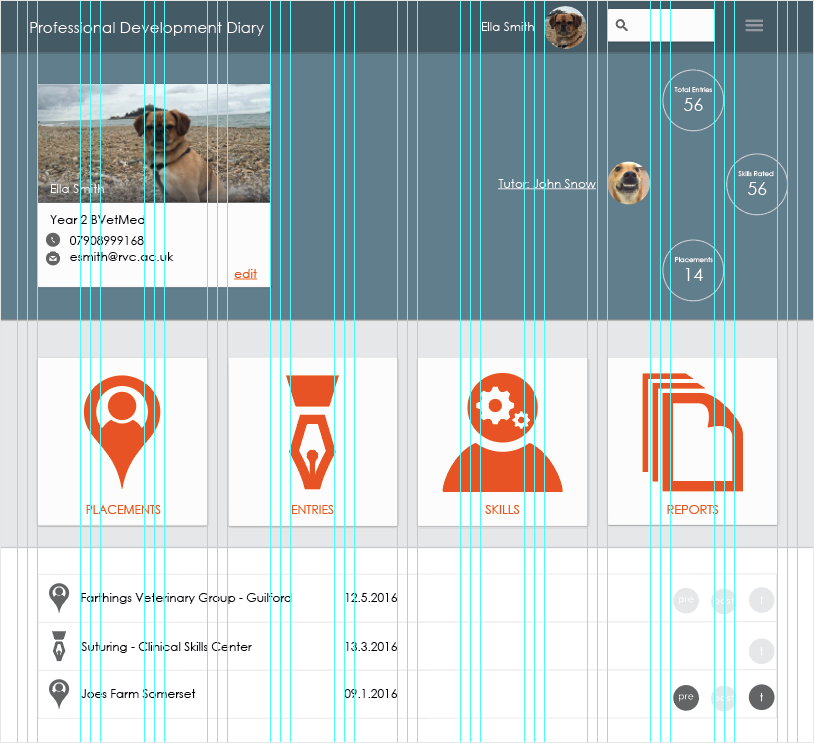 Professional Development Diary
Ella Smith
Total Entries
56
Ella Smith
Tutor: John Snow
Skills Rated
56
Year 2 BVetMed
07908999168
esmith@rvc.ac.uk
edit
Placements
14
PLACEMENTS
ENTRIES
SKILLS
REPORTS
Farthings Veterinary Group - Guilford 12.5.2016 pre post t
Suturing - Clinical Skills Center 13.3.2016 t
Joes Farm Somerset 09.1.2016 pre post t